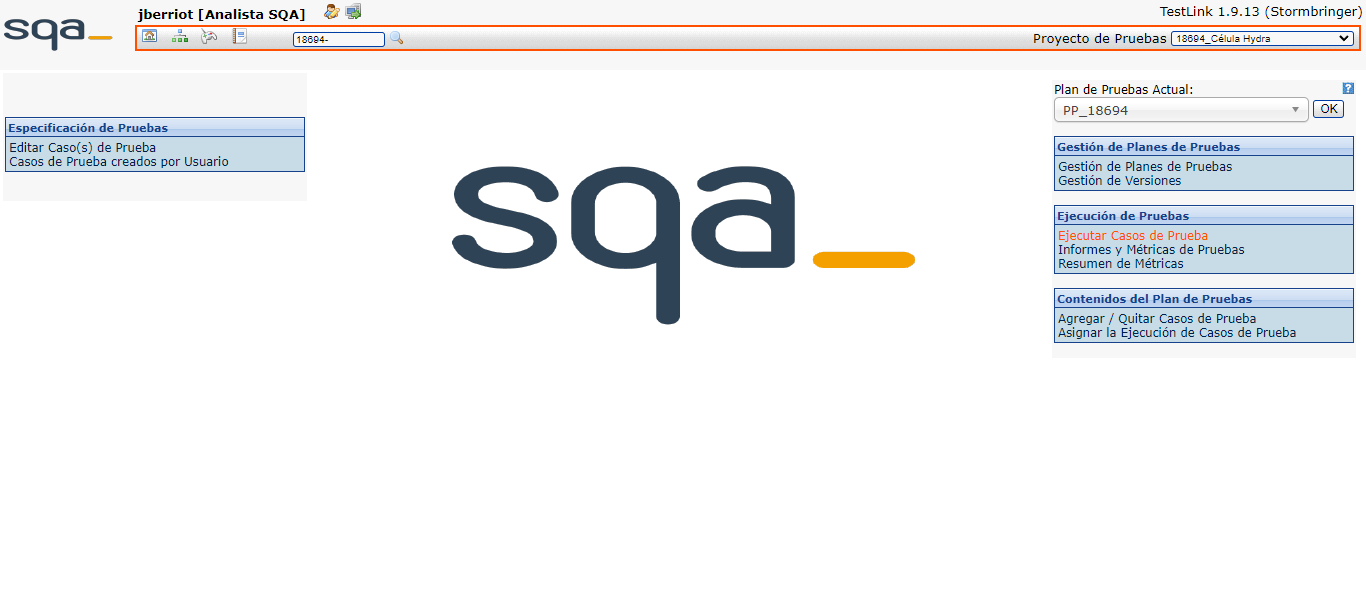 sqa_
jberriot [Analista SQA]
TestLink 1.9.13 (Stormbringer)
18694-
Proyecto de Pruebas 18694_Célula Hydra
Especificación de Pruebas
Editar Caso(s) de Prueba
Casos de Prueba creados por Usuario
sqa_
Plan de Pruebas Actual:
?
PP_18694
OK
Gestión de Planes de Pruebas
Gestión de Planes de Pruebas
Gestión de Versiones
Ejecución de Pruebas
Ejecutar Casos de Prueba
Informes y Métricas de Pruebas
Resumen de Métricas
Contenidos del Plan de Pruebas
Agregar / Quitar Casos de Prueba
Asignar la Ejecución de Casos de Prueba